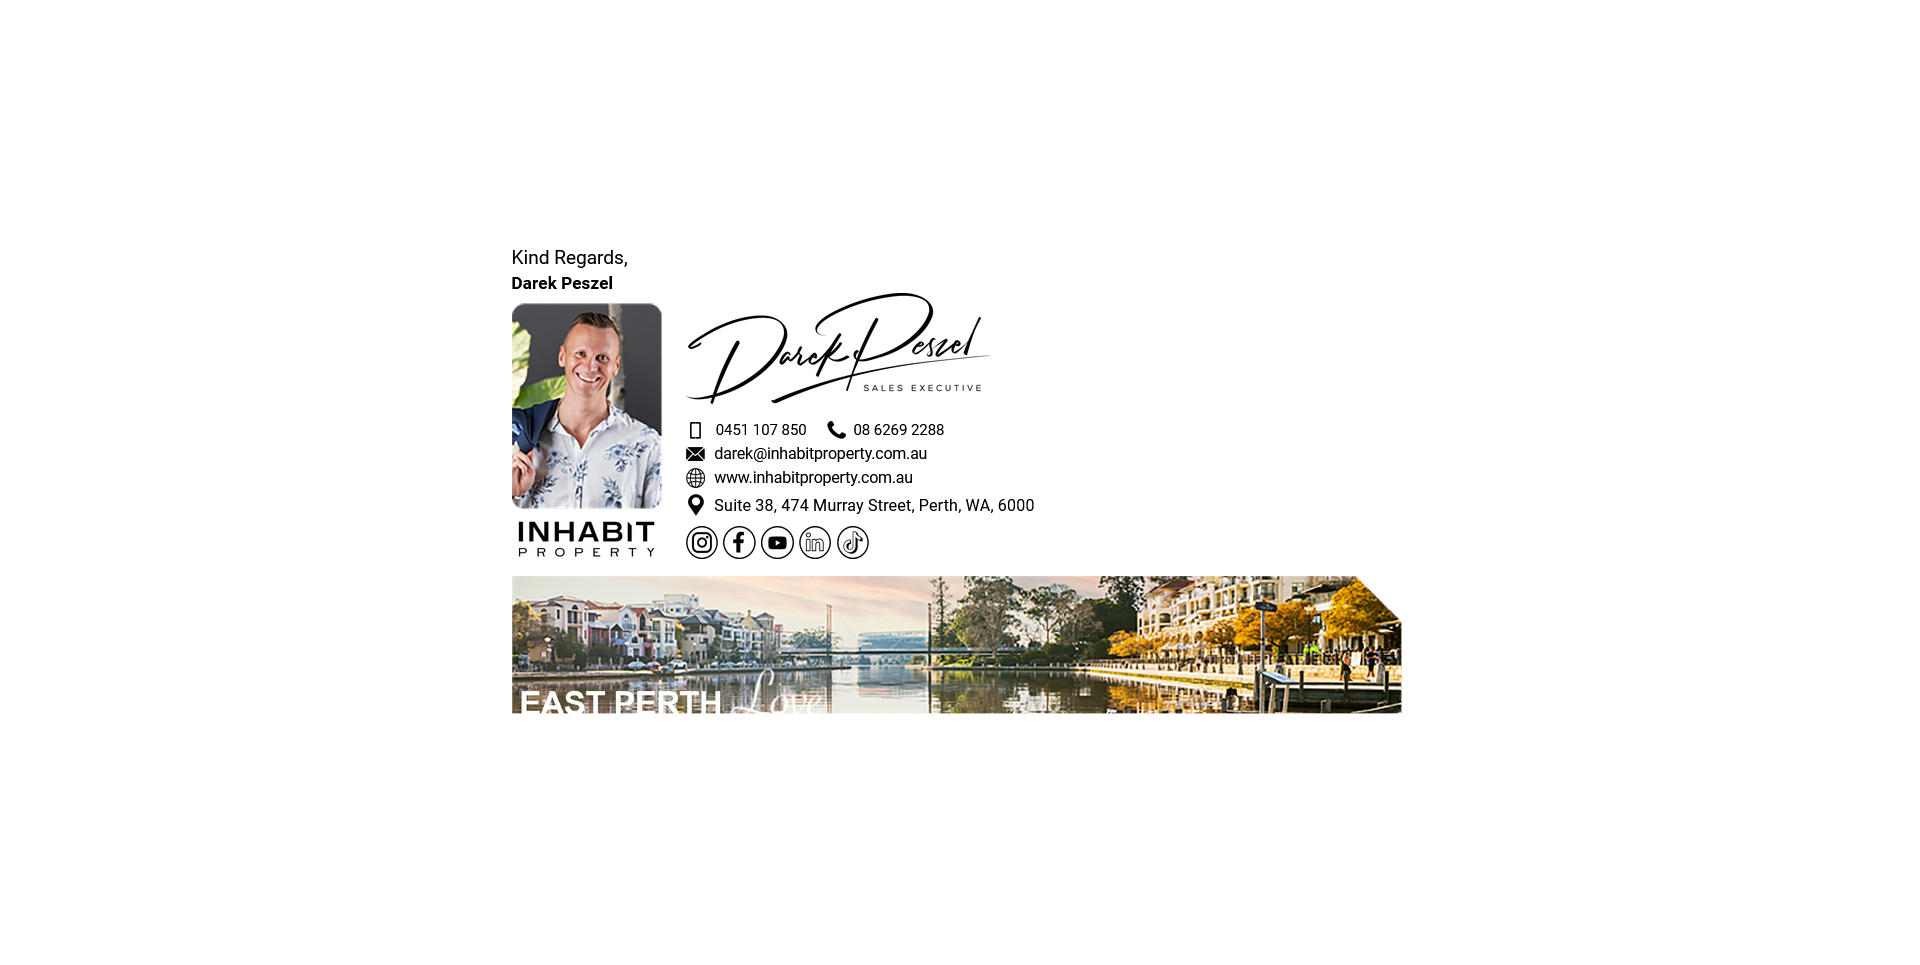 Kind Regards,
Darek Peszel
Darek Peszel
SALES EXECUTIVE
0451 107 850 08 6269 2288
darek@inhabitproperty.com.au
www.inhabitproperty.com.au
Suite 38, 474 Murray Street, Perth, WA, 6000
INHABIT
PROPERTY
in
EAST PERTH Love